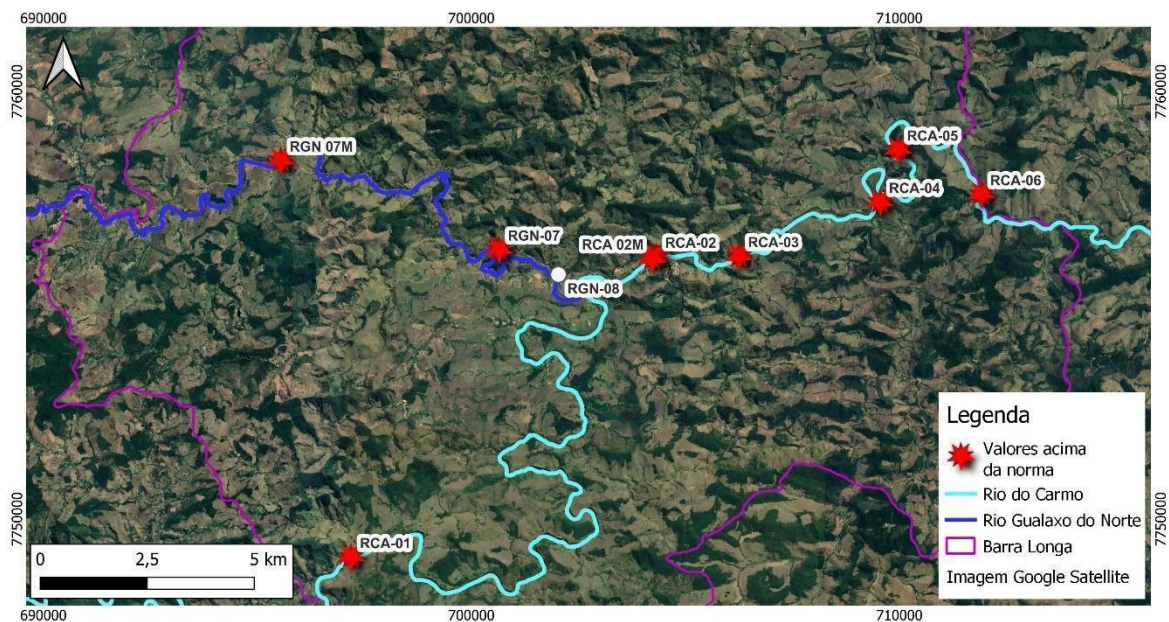 690000
700000
710000
7760000
7760000
RGN 07M
RCA-05
RCA-04
RCA-06
RGN-07
RCA 02M
RCA-02
RCA-03
RGN-08
RCA-01
7750000
7750000
0
2,5
5 km
Legenda
Valores acima
da norma
Rio do Carmo
Rio Gualaxo do Norte
Barra Longa
Imagem Google Satellite
690000
700000
710000